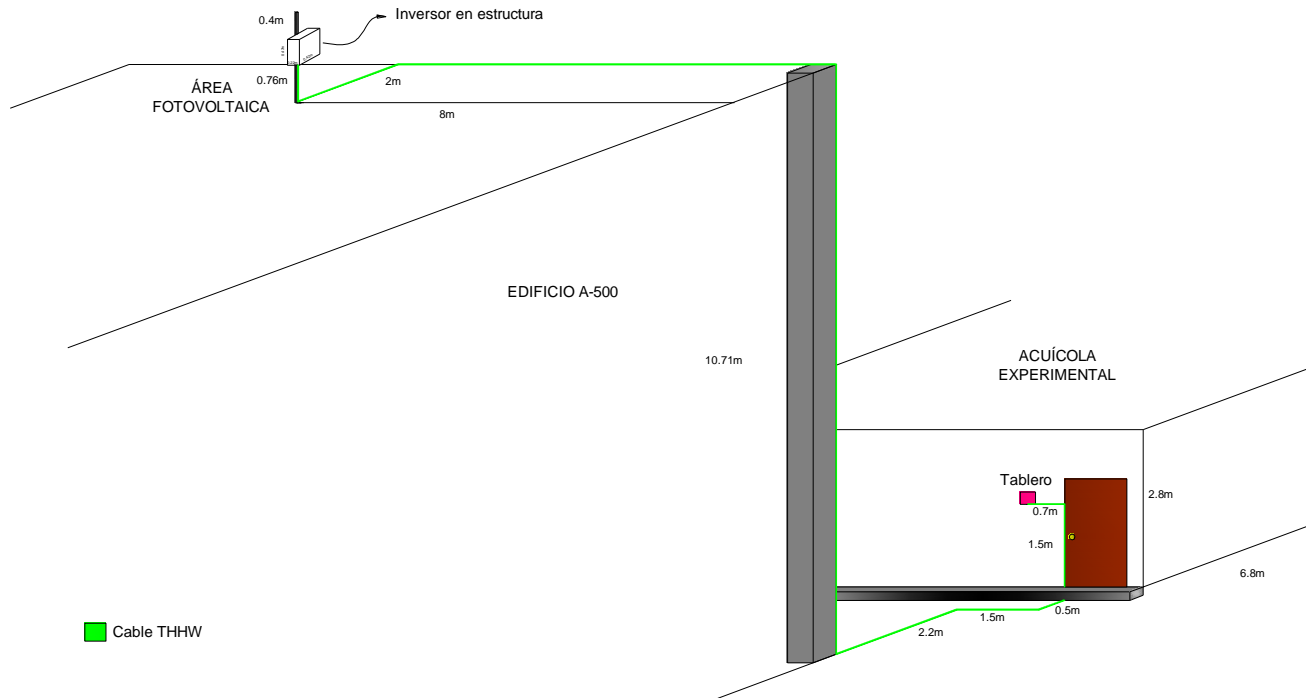 0.4m
Inversor en estructura
0.76m
ÁREA
FOTOVOLTAICA
2m
8m
EDIFICIO A-500
10.71m
ACUÍCOLA
EXPERIMENTAL
Tablero
0.7m
2.8m
1.5m
6.8m
0.5m
1.5m
2.2m
Cable THHW